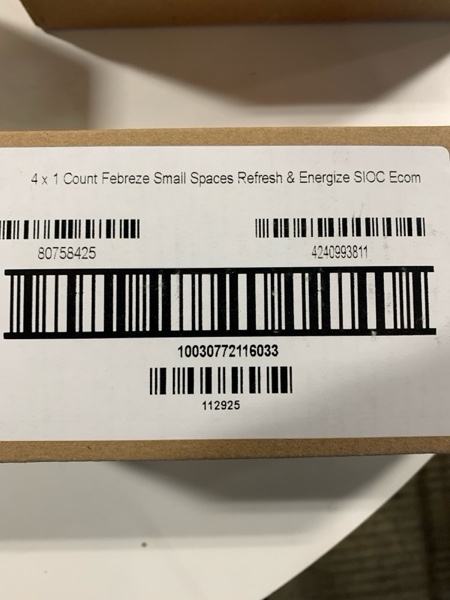 4 x 1 Count Febreze Small Spaces Refresh & Energize SIOC Ecom
80758425
4240993811
10030772116033
112925